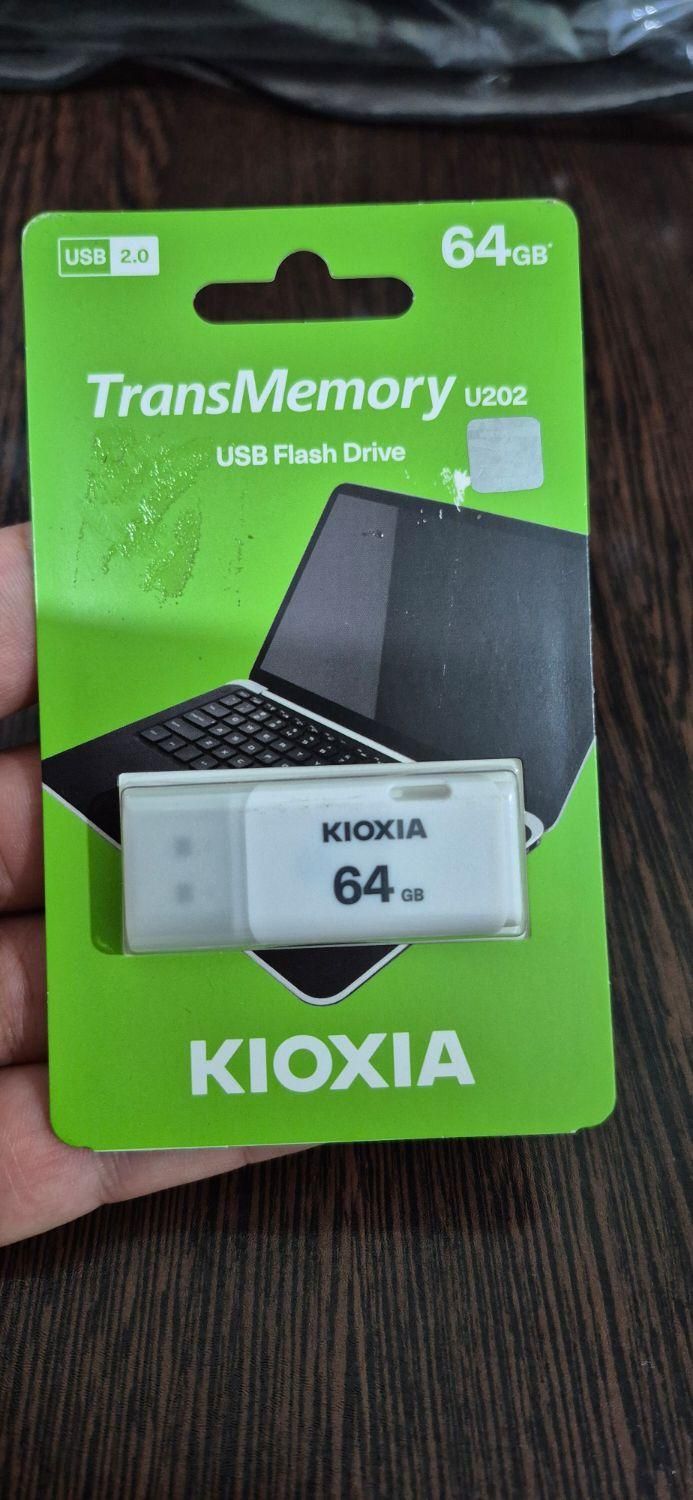 USB 2.0
64GB*
TransMemory U202
USB Flash Drive
KIOXIA
64 GB
KIOXIA